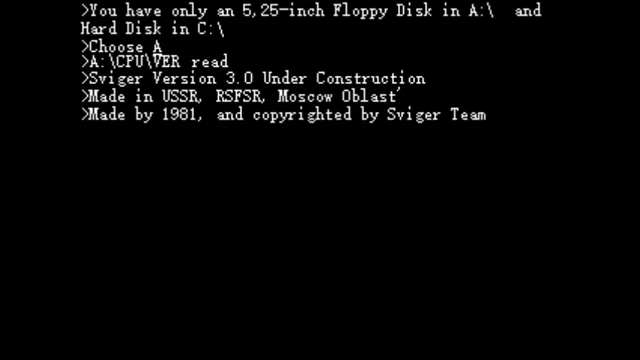 >You have only an 5,25-inch Floppy Disk in A:\  and
Hard Disk in C:\
>Choose A
>A:\CPU\VER read
>Sviger Version 3.0 Under Construction
>Made in USSR, RSFSR, Moscow Oblast'
>Made by 1981, and copyrighted by Sviger Team